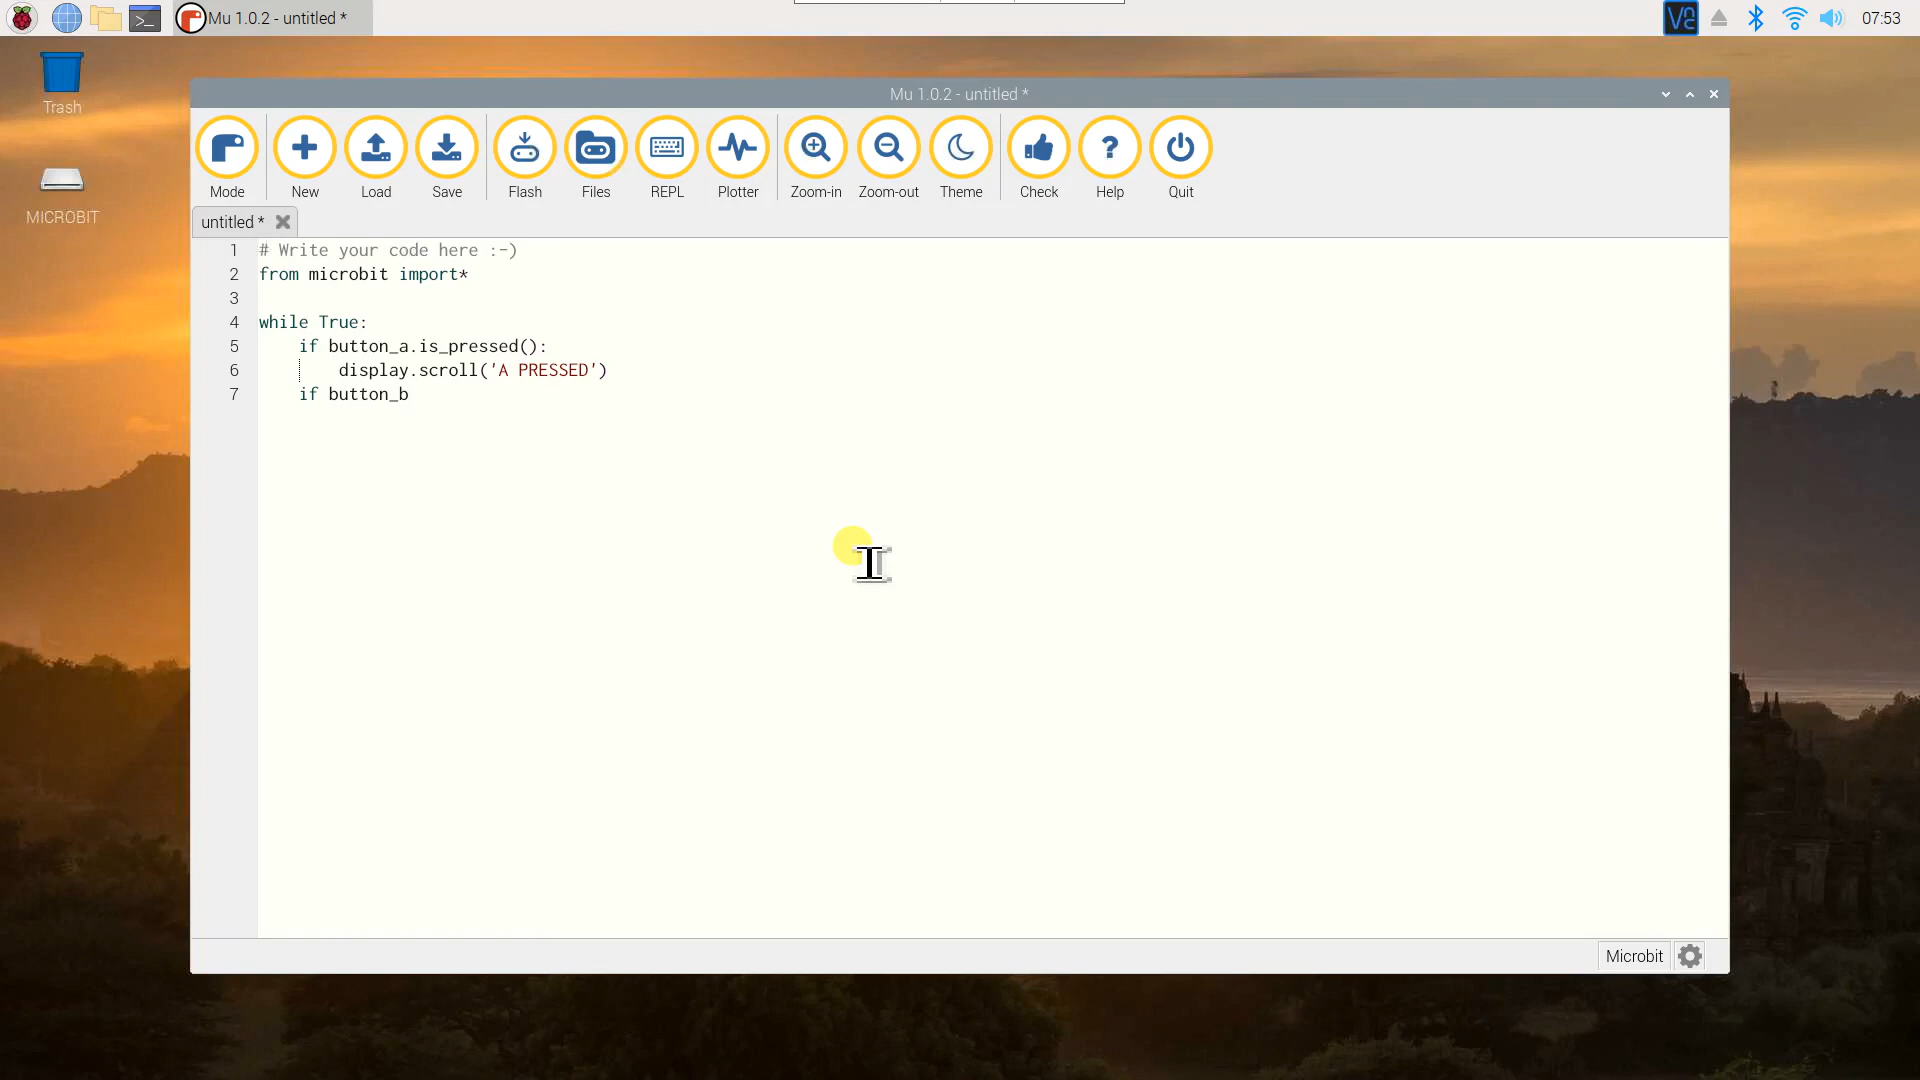 Mu 1.0.2 - untitled *
07:53
Trash
MICROBIT
Mu 1.0.2 - untitled *
Mode New Load Save Flash Files REPL Plotter Zoom-in Zoom-out Theme Check Help Quit
untitled *
1 # Write your code here :-)
2 from microbit import*
3
4 while True:
5 if button_a.is_pressed():
6 display.scroll('A PRESSED')
7 if button_b
Microbit